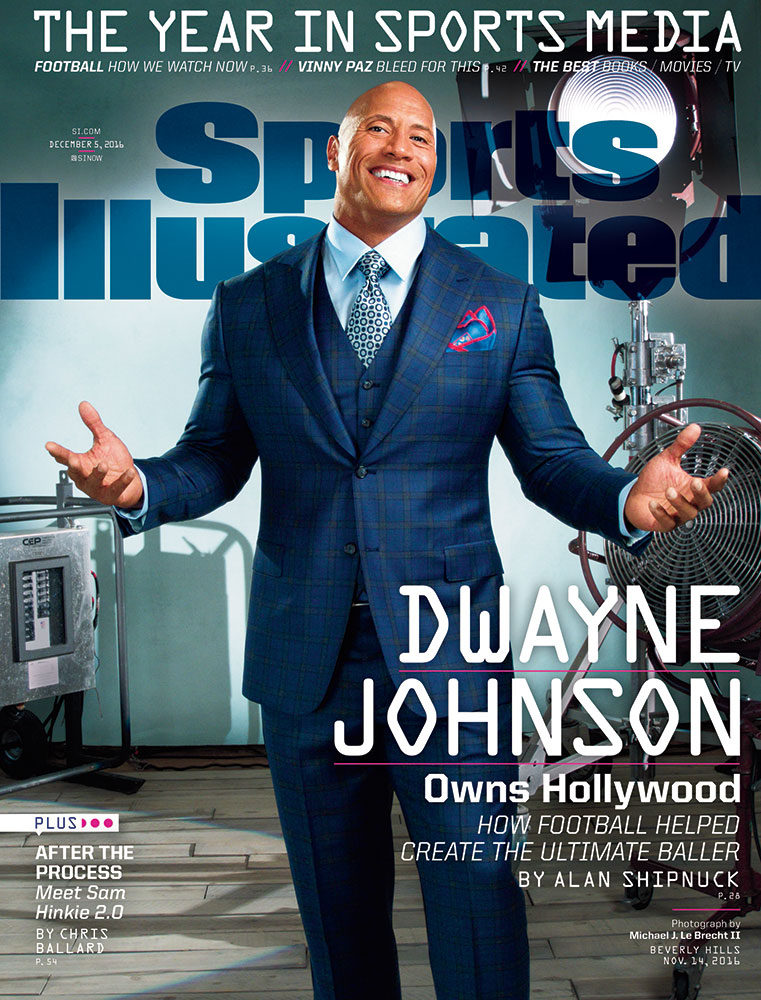 THE YEAR IN SPORTS MEDIA
FOOTBALL HOW WE WATCH NOW P. 36 // VINNY PAZ BLEED FOR THIS P. 42 // THE BEST BOOKS / MOVIES / TV
SI.COM
DECEMBER 5, 2016
@SINOW
Sports
Illustrated
CEP
DWAYNE
JOHNSON
Owns Hollywood
HOW FOOTBALL HELPED
CREATE THE ULTIMATE BALLER
BY ALAN SHIPNUCK
P. 28
PLUS
AFTER THE
PROCESS
Meet Sam
Hinkie 2.0
BY CHRIS
BALLARD
P. 54
Photograph by
Michael J. Le Brecht II
BEVERLY HILLS
NOV. 14, 2016